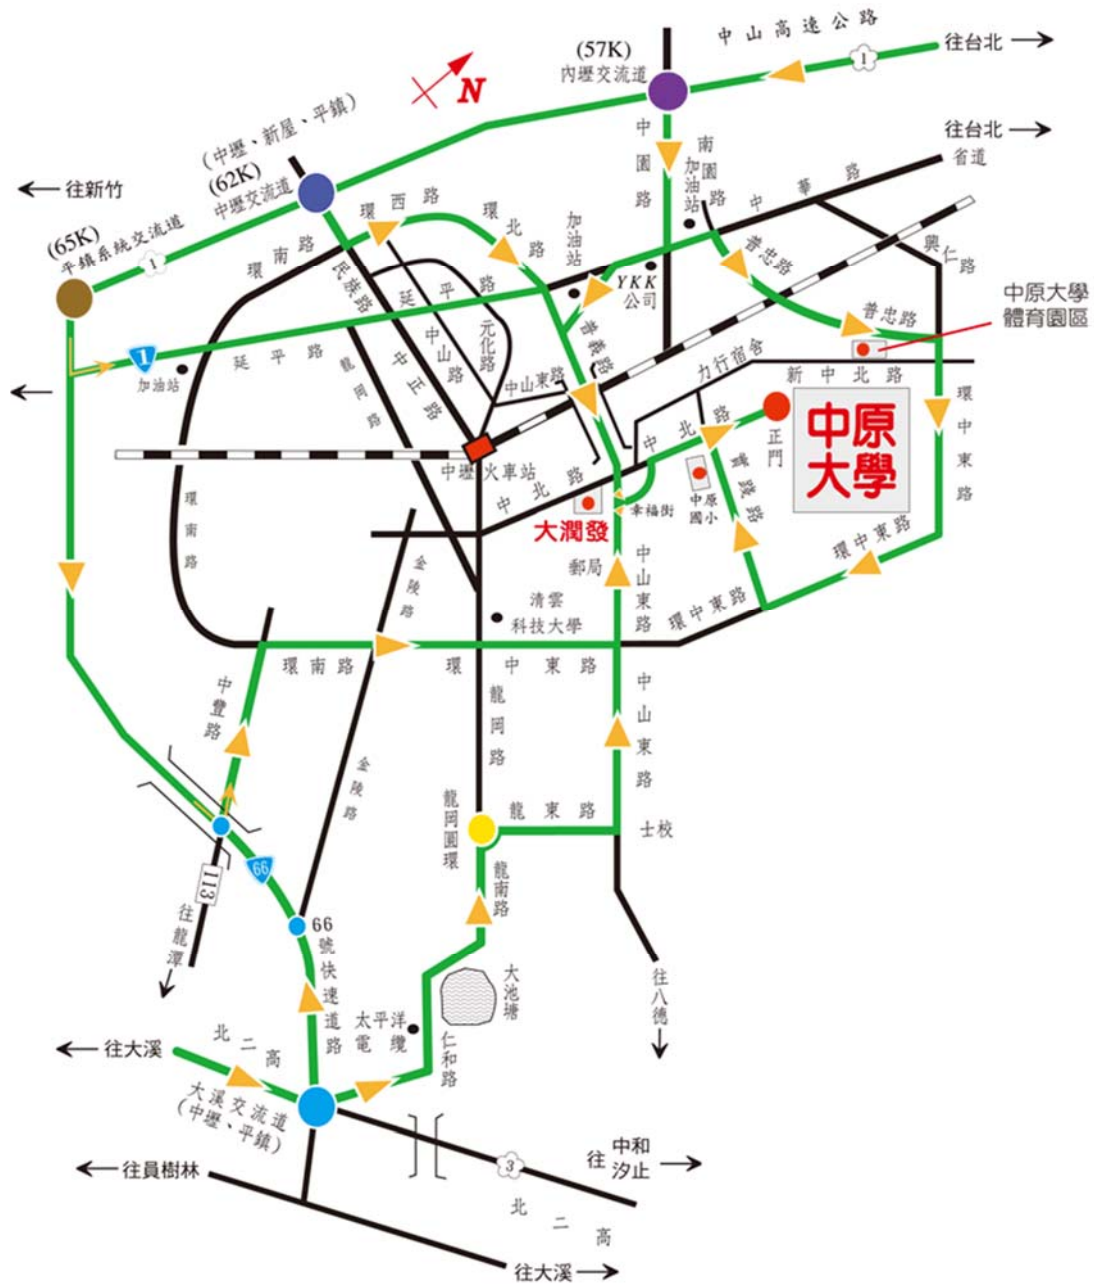 中山高速公路
1
往台北
(57K)
內壢交流道
N
(中壢、新屋、平鎮)
(62K)
中壢交流道
往新竹
(65K)
平鎮系統交流道
1
往台北
省道
中園路
南園路
加油站
中華路
環西路
環北路
加油站
環南路
民族路
延平路
YKK
公司
普忠路
興仁路
中原大學
體育園區
普忠路
1
延平路
加油站
龍岡路
中正路
中山路
元化路
中山東路
普義路
力行宿舍
新中北路
中北路
正門
中原
大學
環中東路
中壢火車站
中北路
大潤發
幸福街
中原
國小
實踐路
環中東路
環南路
金陵路
郵局
中山東路
清雲
科技大學
環中東路
環南路
環中東路
中豐路
龍岡路
中山東路
金陵路
龍岡圓環
龍東路
士校
66
113
往龍潭
龍南路
66
號快速道路
大池塘
往八德
太平洋
電纜
仁和路
往大溪
北二高
大溪交流道
(中壢、平鎮)
往員樹林
3
往
中和
汐止
北二高
往大溪